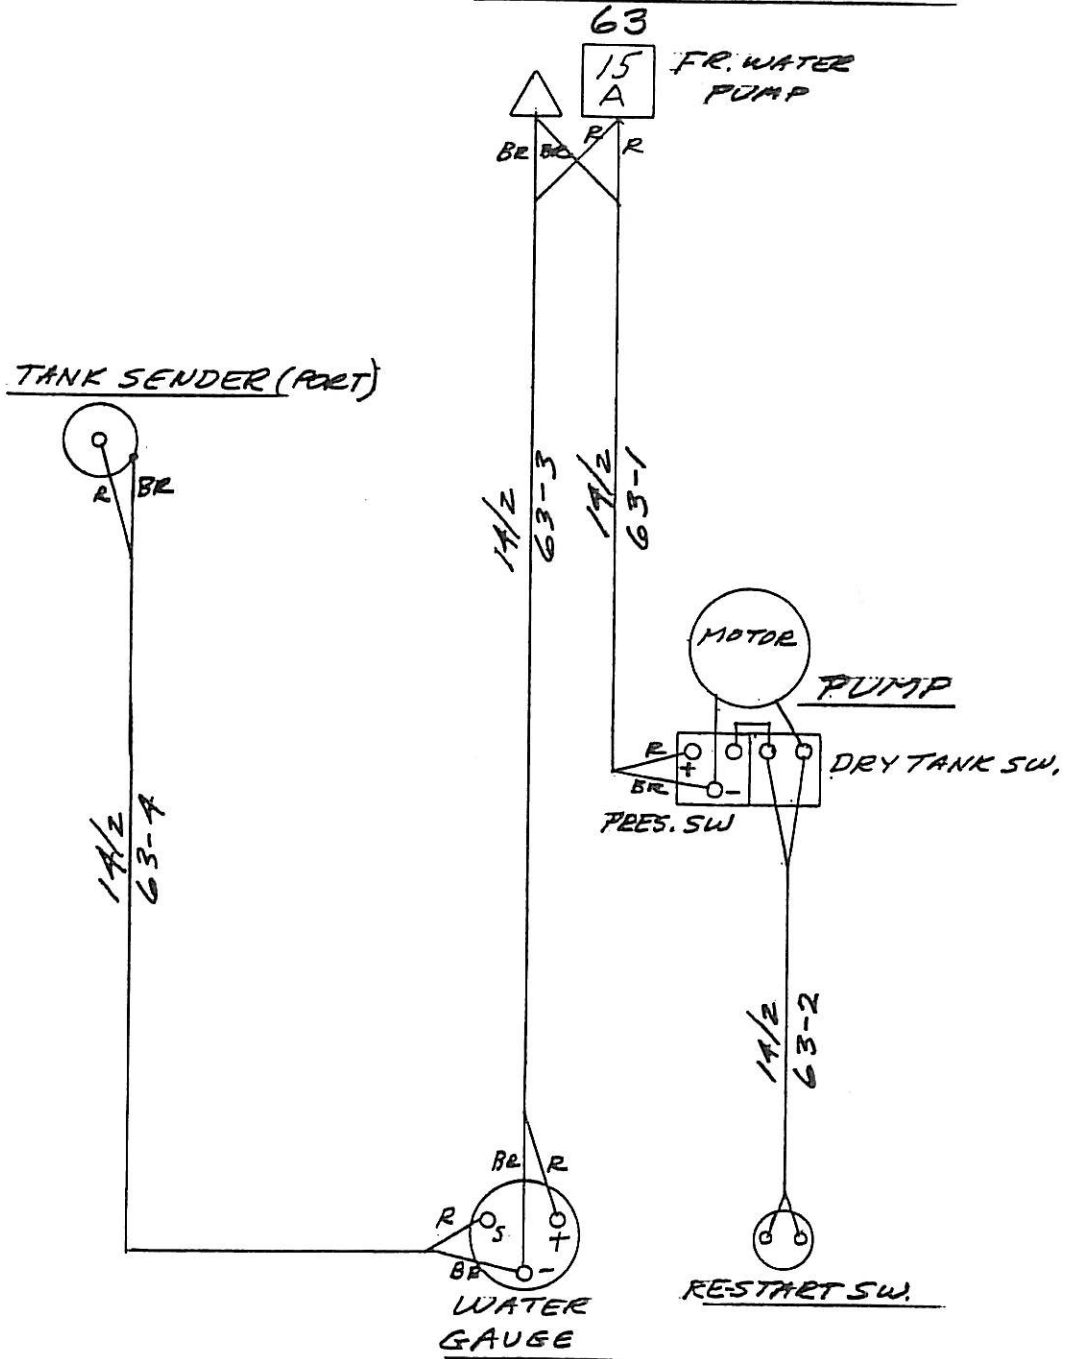 63
15
A
FR. WATER
PUMP
BR
BR
R
R
TANK SENDER (PORT)
R
BR
14/2
63-3
14/2
63-1
MOTOR
PUMP
R
+
BR
-
DRY TANK SW.
PRES. SW
14/2
63-4
14/2
63-2
BR
R
R
S
+
BR
-
WATER
GAUGE
RE-START SW.